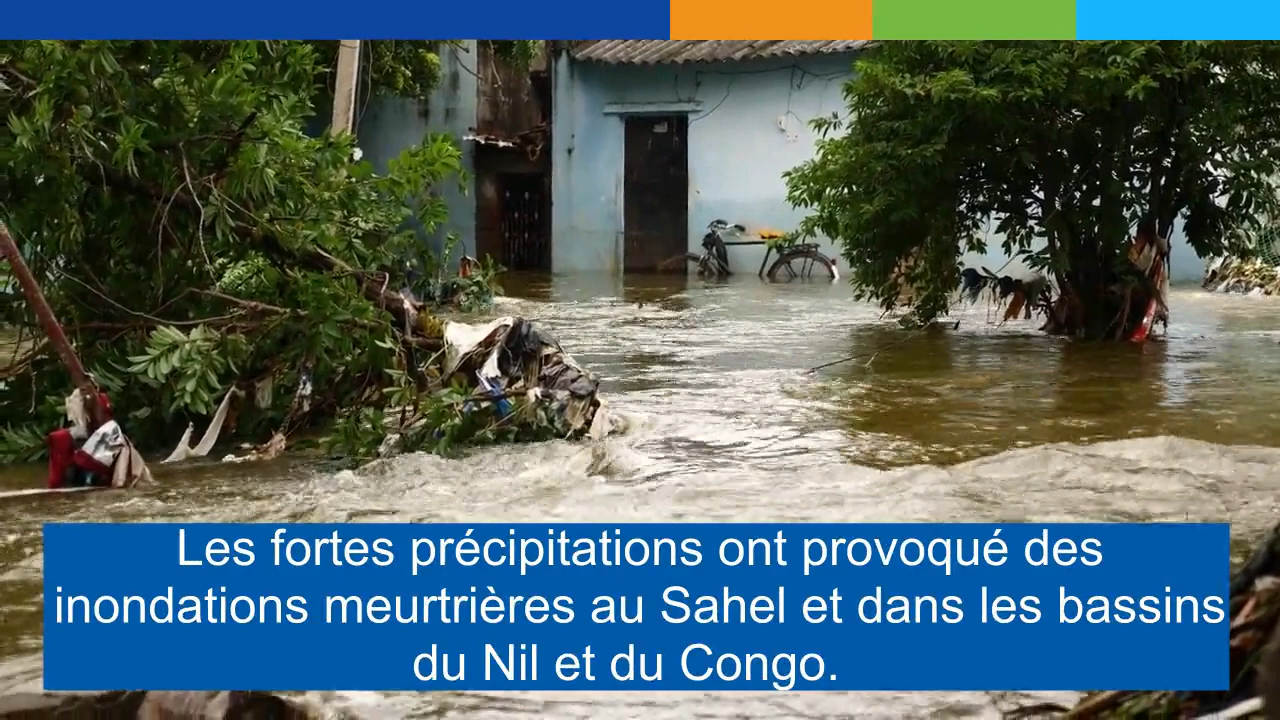 Les fortes précipitations ont provoqué des
inondations meurtrières au Sahel et dans les bassins
du Nil et du Congo.